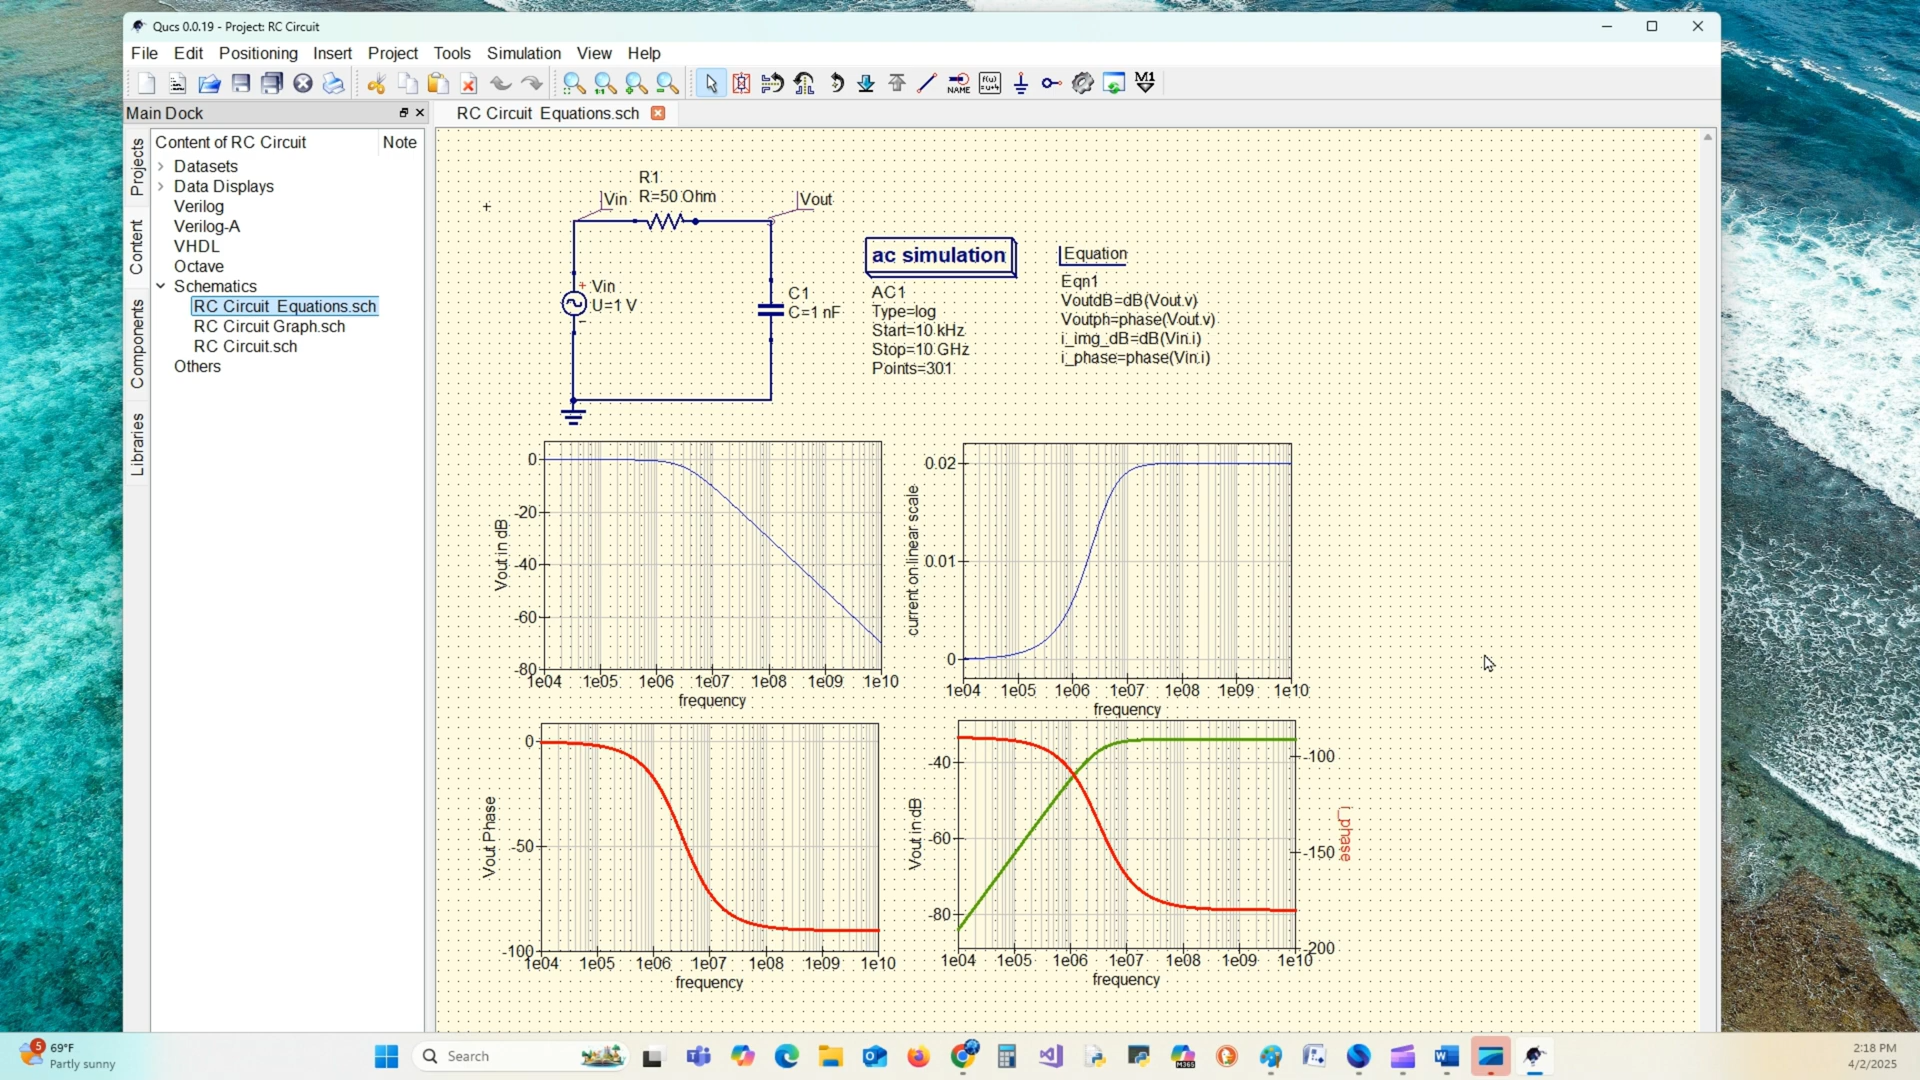 Qucs 0.0.19 - Project: RC Circuit
File Edit Positioning Insert Project Tools Simulation View Help
NAME
f(u)
=u+4
M1
Main Dock
RC Circuit Equations.sch
Projects
Content
Components
Libraries
Content of RC Circuit Note
Datasets
Data Displays
Verilog
Verilog-A
VHDL
Octave
Schematics
RC Circuit Equations.sch
RC Circuit Graph.sch
RC Circuit.sch
Others
R1
R=50 Ohm
Vin
Vout
Vin
U=1 V
C1
C=1 nF
ac simulation
AC1
Type=log
Start=10 kHz
Stop=10 GHz
Points=301
Equation
Eqn1
VoutdB=dB(Vout.v)
Voutph=phase(Vout.v)
i_img_dB=dB(Vin.i)
i_phase=phase(Vin.i)
0
-20
-40
-60
-80
Vout in dB
1e04 1e05 1e06 1e07 1e08 1e09 1e10
frequency
0.02
0.01
0
current on linear scale
1e04 1e05 1e06 1e07 1e08 1e09 1e10
frequency
0
-50
-100
Vout Phase
1e04 1e05 1e06 1e07 1e08 1e09 1e10
frequency
-40
-60
-80
Vout in dB
-100
-150
-200
i_phase
1e04 1e05 1e06 1e07 1e08 1e09 1e10
frequency
5
69°F
Partly sunny
Search
M365
2:18 PM
4/2/2025